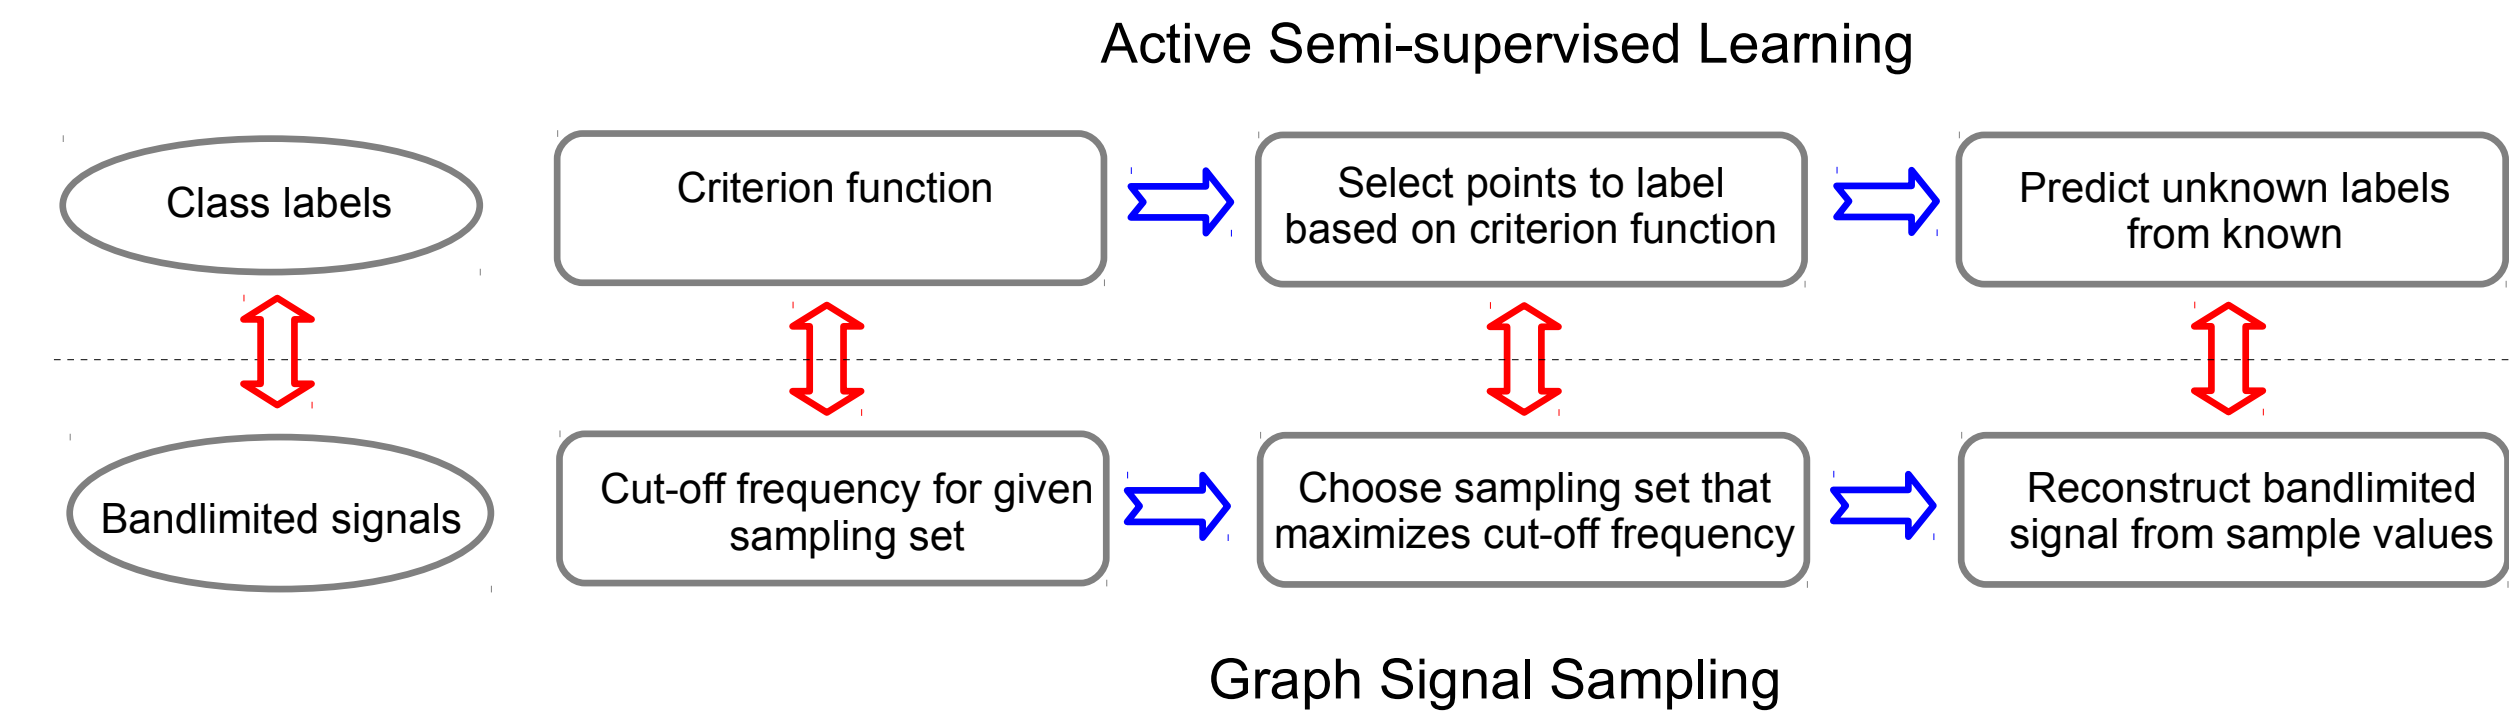 Active Semi-supervised Learning
Class labels
Criterion function
Select points to label
based on criterion function
Predict unknown labels
from known
Bandlimited signals
Cut-off frequency for given
sampling set
Choose sampling set that
maximizes cut-off frequency
Reconstruct bandlimited
signal from sample values
Graph Signal Sampling